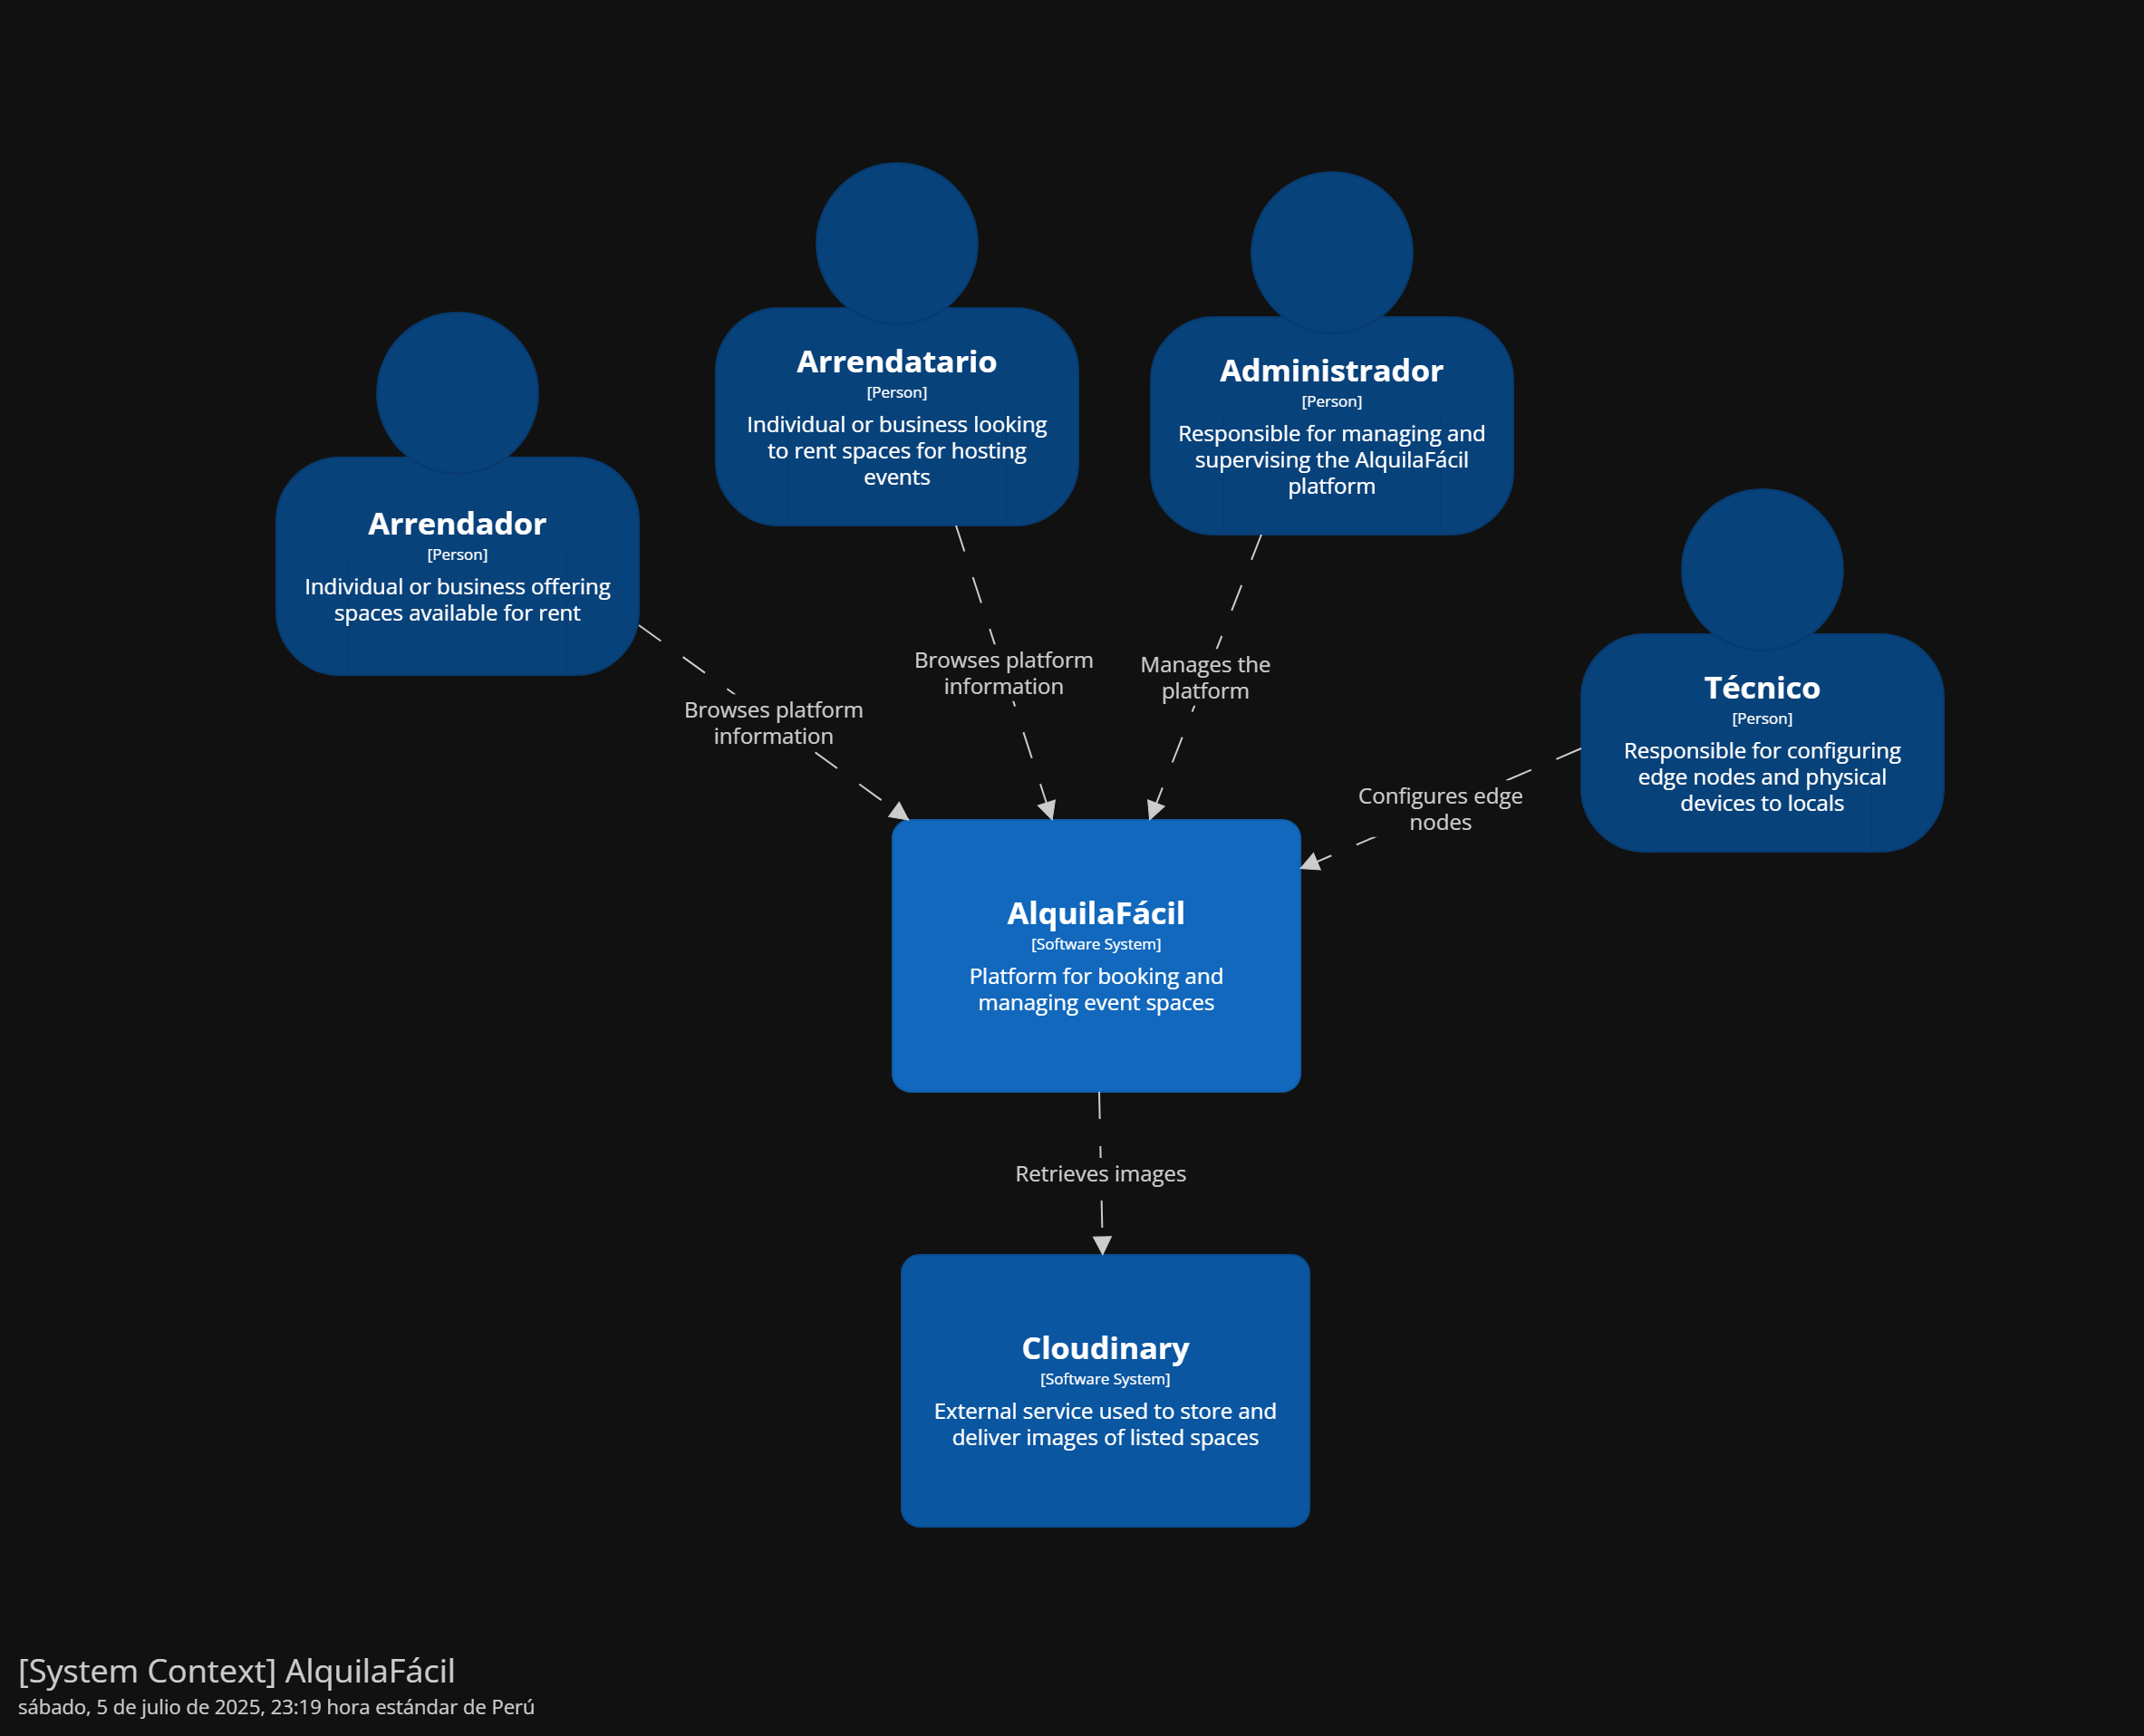 Arrendatario
[Person]
Individual or business looking
to rent spaces for hosting
events
Administrador
[Person]
Responsible for managing and
supervising the AlquilaFácil
platform
Arrendador
[Person]
Individual or business offering
spaces available for rent
Técnico
[Person]
Responsible for configuring
edge nodes and physical
devices to locals
Browses platform
information
Browses platform
information
Manages the
platform
Configures edge
nodes
AlquilaFácil
[Software System]
Platform for booking and
managing event spaces
Retrieves images
Cloudinary
[Software System]
External service used to store and
deliver images of listed spaces
[System Context] AlquilaFácil
sábado, 5 de julio de 2025, 23:19 hora estándar de Perú